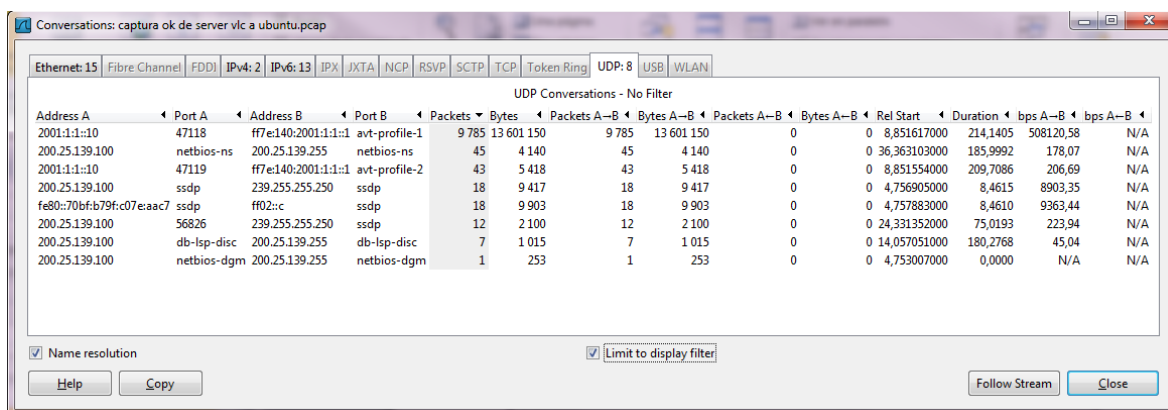 Conversations: captura ok de server vlc a ubuntu.pcap
Ethernet: 15 Fibre Channel FDDI IPv4: 2 IPv6: 13 IPX JXTA NCP RSVP SCTP TCP Token Ring UDP: 8 USB WLAN
UDP Conversations - No Filter
Address A Port A Address B Port B Packets Bytes Packets A→B Bytes A→B Packets A←B Bytes A←B Rel Start Duration bps A→B bps A←B
2001:1:1::10 47118 ff7e:140:2001:1:1::1 avt-profile-1 9 785 13 601 150 9 785 13 601 150 0 0 8,851617000 214,1405 508120,58 N/A
200.25.139.100 netbios-ns 200.25.139.255 netbios-ns 45 4 140 45 4 140 0 0 36,363103000 185,9992 178,07 N/A
2001:1:1::10 47119 ff7e:140:2001:1:1::1 avt-profile-2 43 5 418 43 5 418 0 0 8,851554000 209,7086 206,69 N/A
200.25.139.100 ssdp 239.255.255.250 ssdp 18 9 417 18 9 417 0 0 4,756905000 8,4615 8903,35 N/A
fe80::70bf:b79f:c07e:aac7 ssdp ff02::c ssdp 18 9 903 18 9 903 0 0 4,757883000 8,4610 9363,44 N/A
200.25.139.100 56826 239.255.255.250 ssdp 12 2 100 12 2 100 0 0 24,331352000 75,0193 223,94 N/A
200.25.139.100 db-lsp-disc 200.25.139.255 db-lsp-disc 7 1 015 7 1 015 0 0 14,057051000 180,2768 45,04 N/A
200.25.139.100 netbios-dgm 200.25.139.255 netbios-dgm 1 253 1 253 0 0 4,753007000 0,0000 N/A N/A
Name resolution Limit to display filter
Help Copy Follow Stream Close